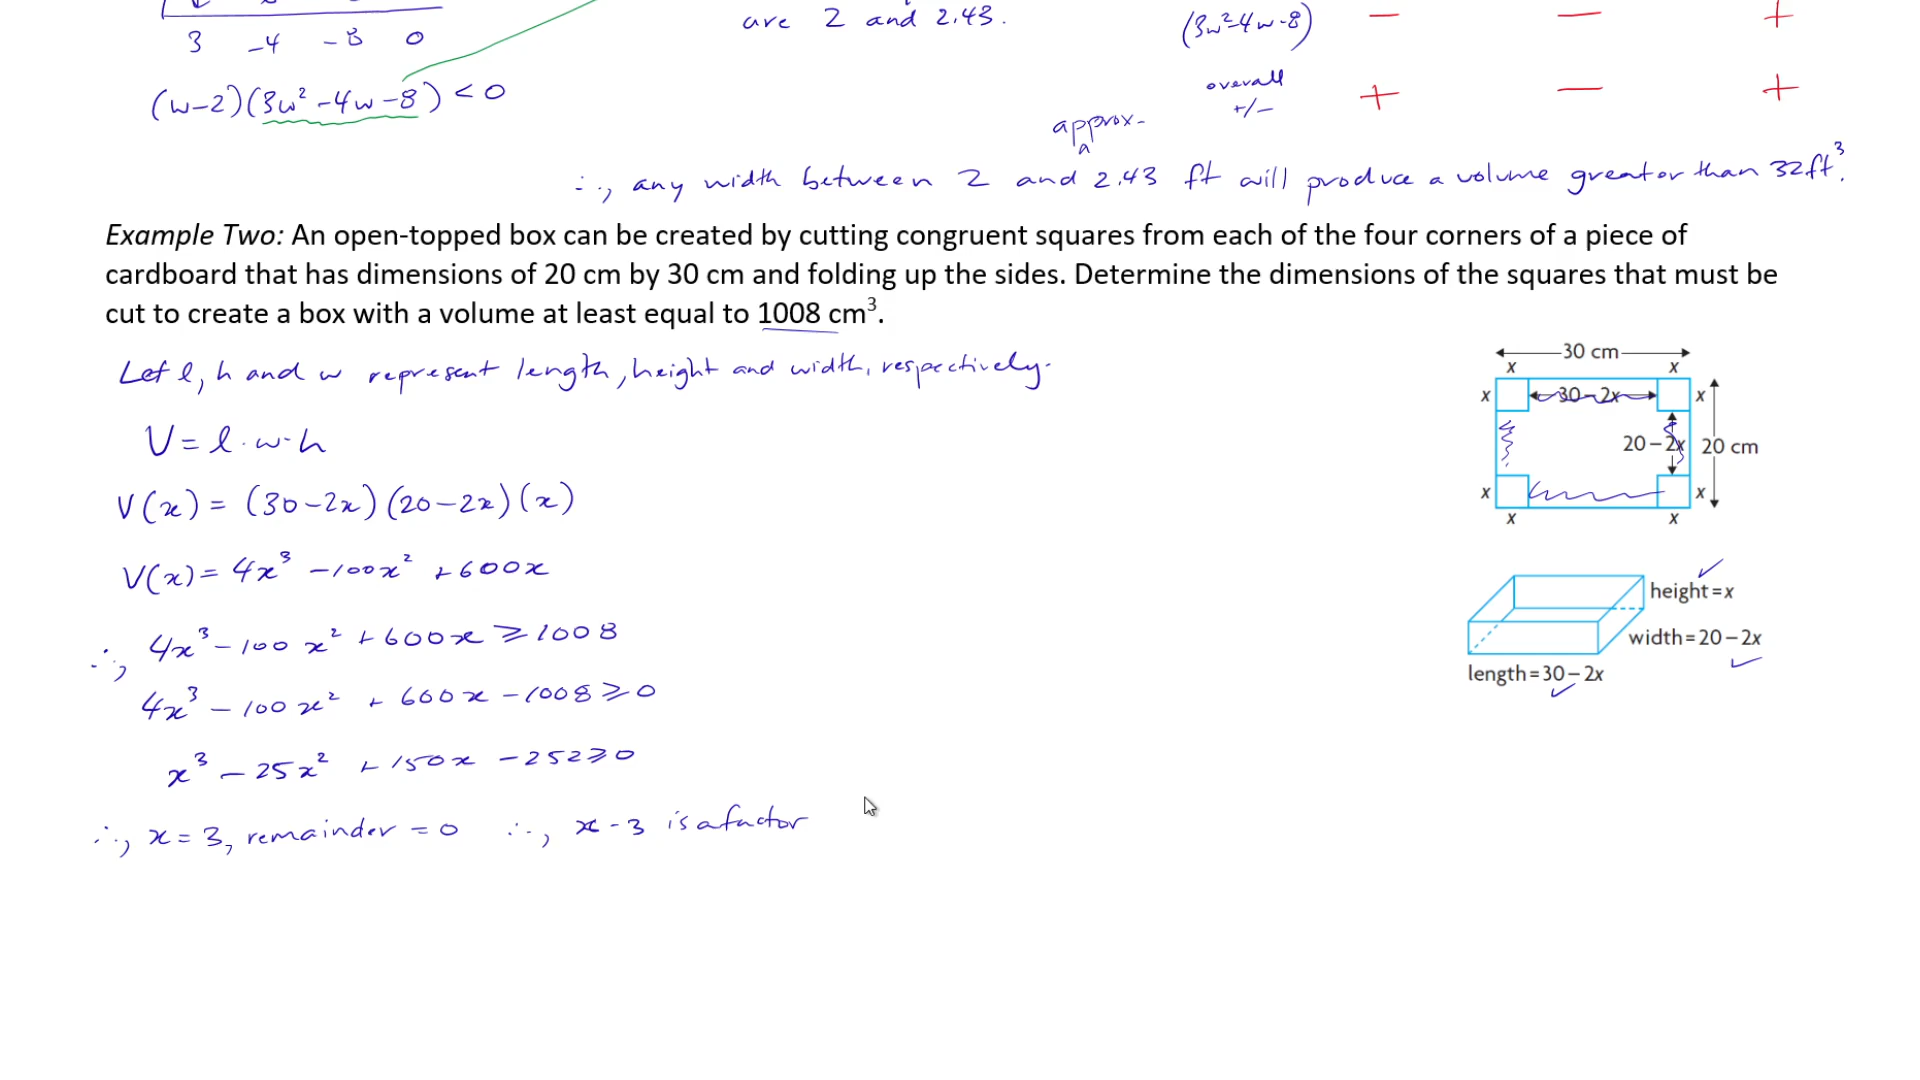 3 -4 -8 0
are 2 and 2.43.
(3w²-4w-8) — — +
(w-2)(3w²-4w-8) < 0
overall +/- + — +
approx.
∴, any width between 2 and 2.43 ft will produce a volume greater than 32ft³.
Example Two: An open-topped box can be created by cutting congruent squares from each of the four corners of a piece of
cardboard that has dimensions of 20 cm by 30 cm and folding up the sides. Determine the dimensions of the squares that must be
cut to create a box with a volume at least equal to 1008 cm³.
Let l, h and w represent length, height and width, respectively.
V = l·w·h
V(x) = (30-2x)(20-2x)(x)
V(x) = 4x³ -100x² +600x
∴, 4x³ - 100x² + 600x ≥ 1008
4x³ - 100x² + 600x - 1008 ≥ 0
x³ - 25x² + 150x - 252 ≥ 0
∴, x = 3, remainder = 0 ∴, x - 3 is a factor
30 cm
x x
x 30-2x x
20-2x 20 cm
x x
x x
height=x
width=20-2x
length=30-2x